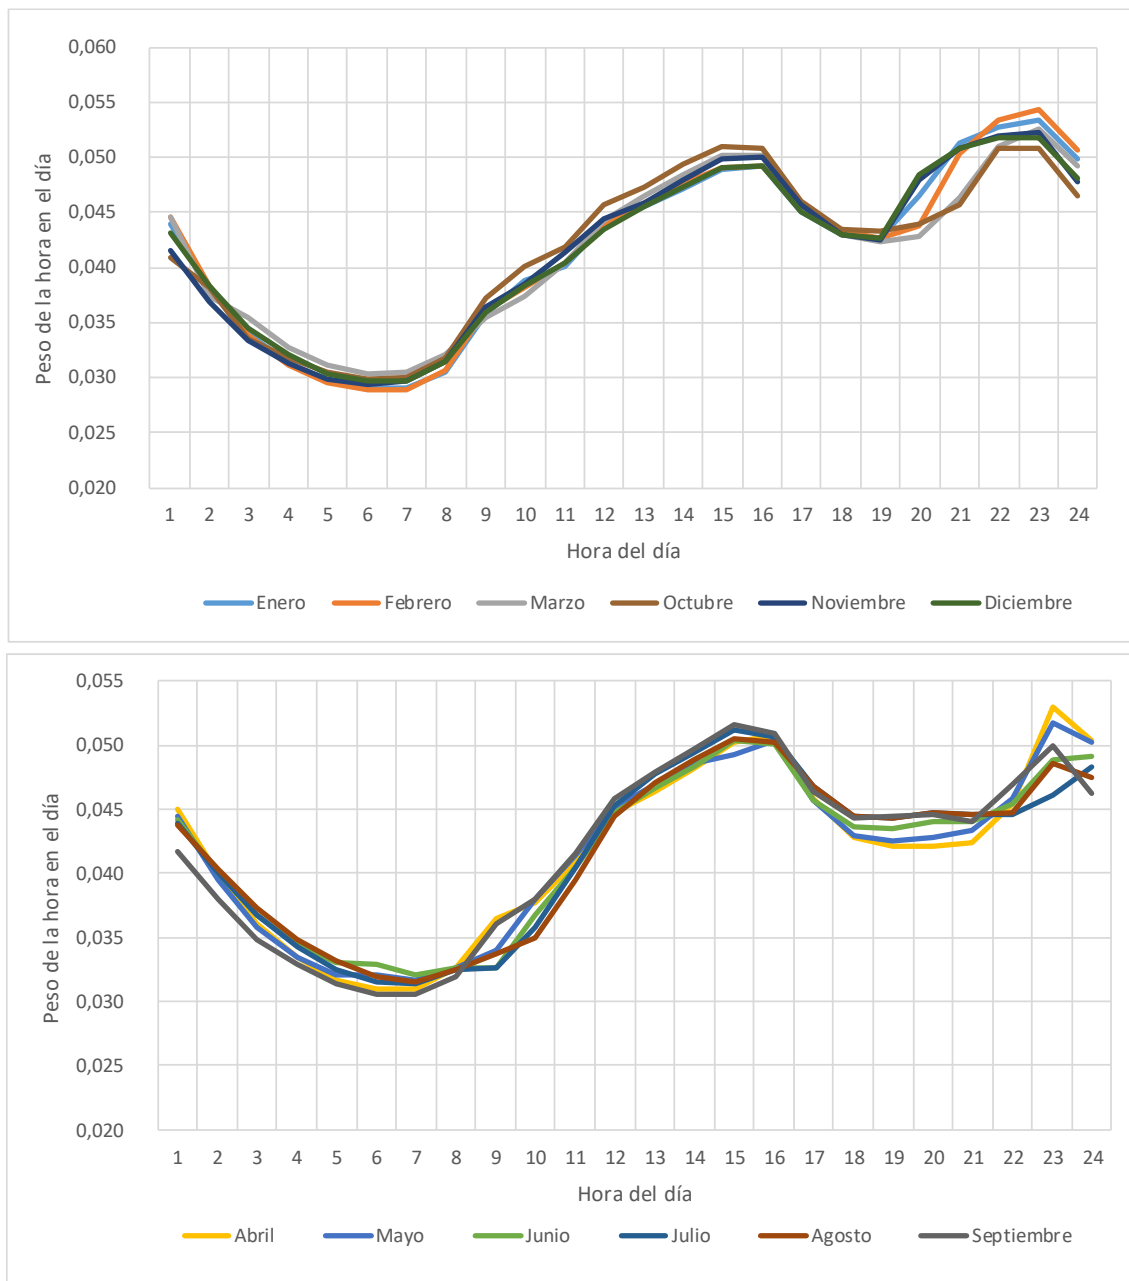 0,060
0,055
0,050
0,045
0,040
0,035
0,030
0,025
0,020
Peso de la hora en el día
1 2 3 4 5 6 7 8 9 10 11 12 13 14 15 16 17 18 19 20 21 22 23 24
Hora del día
Enero Febrero Marzo Octubre Noviembre Diciembre
0,055
0,050
0,045
0,040
0,035
0,030
0,025
0,020
Peso de la hora en el día
1 2 3 4 5 6 7 8 9 10 11 12 13 14 15 16 17 18 19 20 21 22 23 24
Hora del día
Abril Mayo Junio Julio Agosto Septiembre